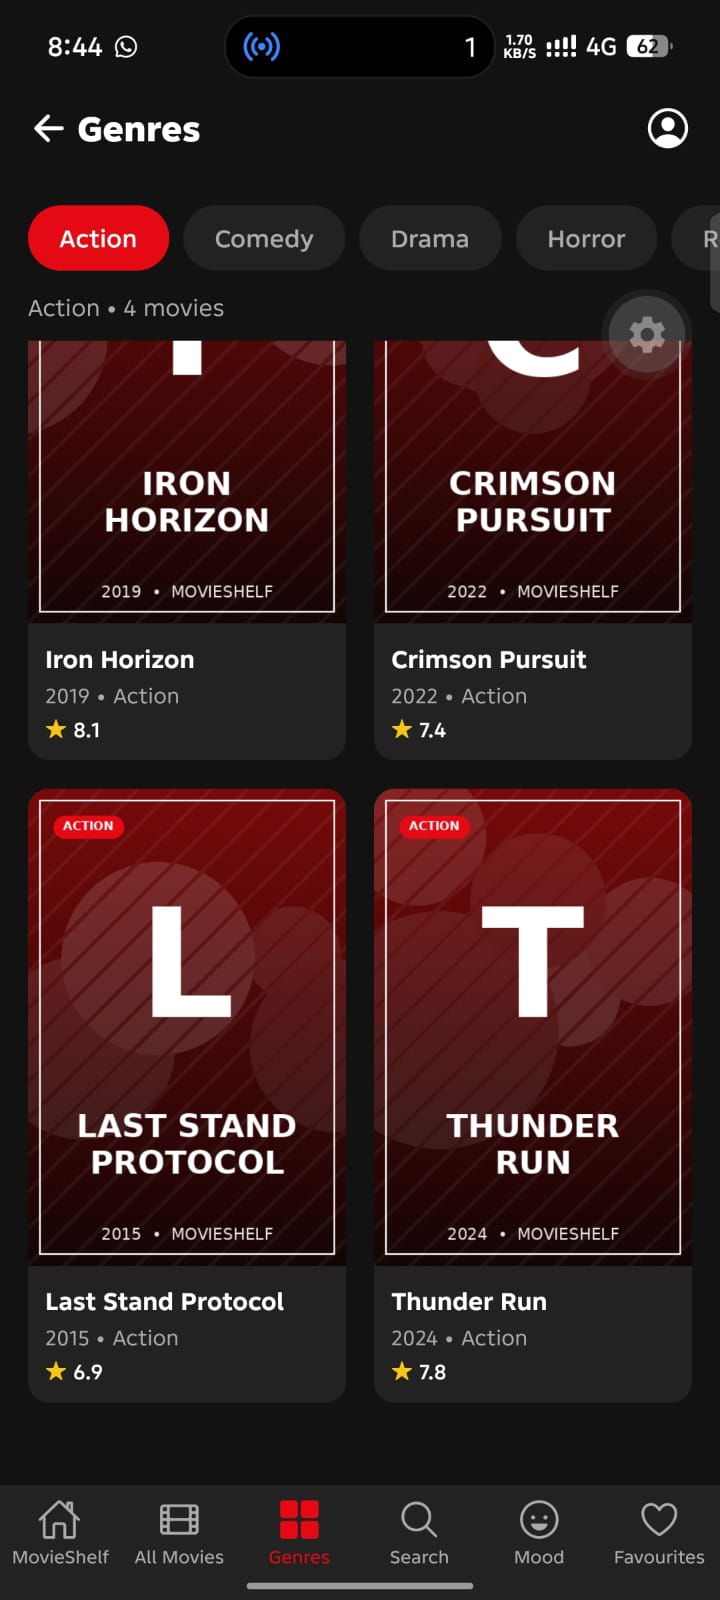 8:44
1
1.70
KB/S
4G
62
Genres
Action
Comedy
Drama
Horror
R
Action • 4 movies
IRON
HORIZON
2019 • MOVIESHELF
Iron Horizon
2019 • Action
8.1
CRIMSON
PURSUIT
2022 • MOVIESHELF
Crimson Pursuit
2022 • Action
7.4
ACTION
L
LAST STAND
PROTOCOL
2015 • MOVIESHELF
Last Stand Protocol
2015 • Action
6.9
ACTION
T
THUNDER
RUN
2024 • MOVIESHELF
Thunder Run
2024 • Action
7.8
MovieShelf
All Movies
Genres
Search
Mood
Favourites